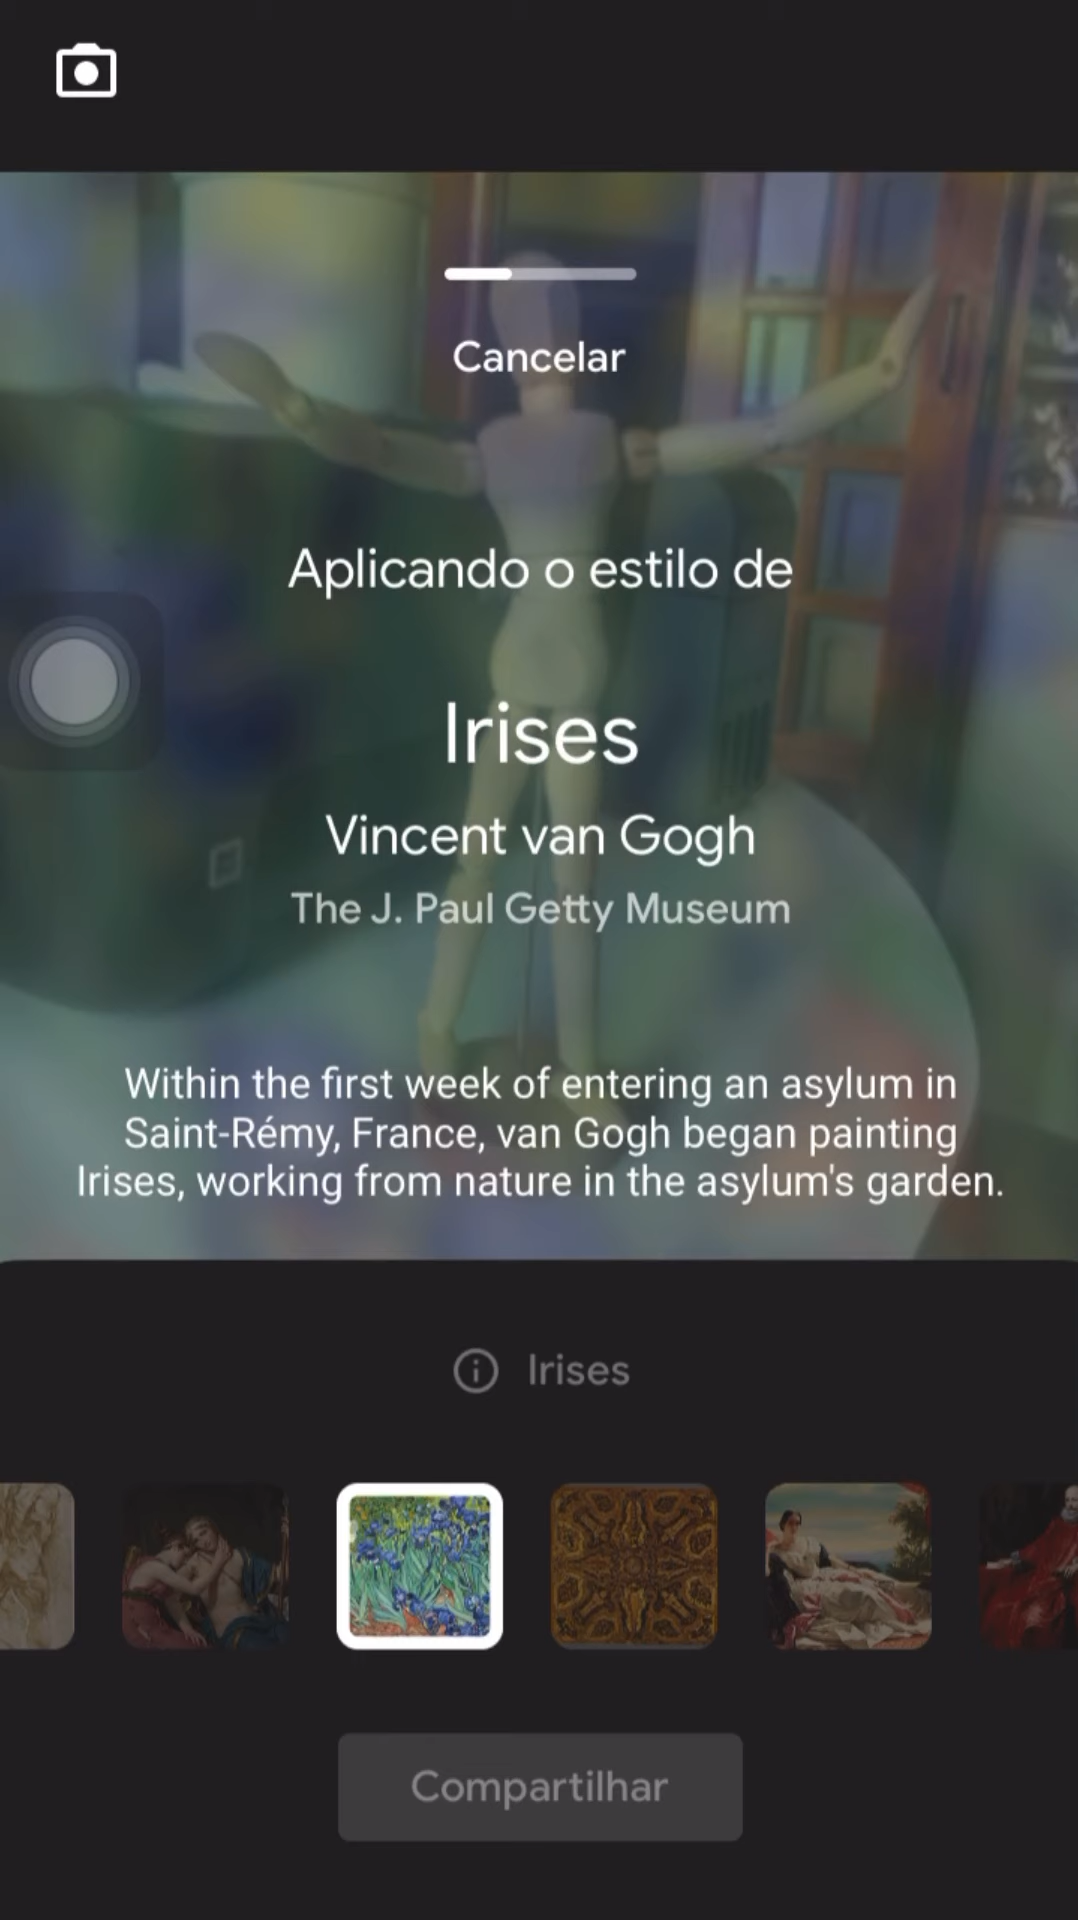 Cancelar
Aplicando o estilo de
Irises
Vincent van Gogh
The J. Paul Getty Museum
Within the first week of entering an asylum in
Saint-Rémy, France, van Gogh began painting
Irises, working from nature in the asylum's garden.
Irises
Compartilhar